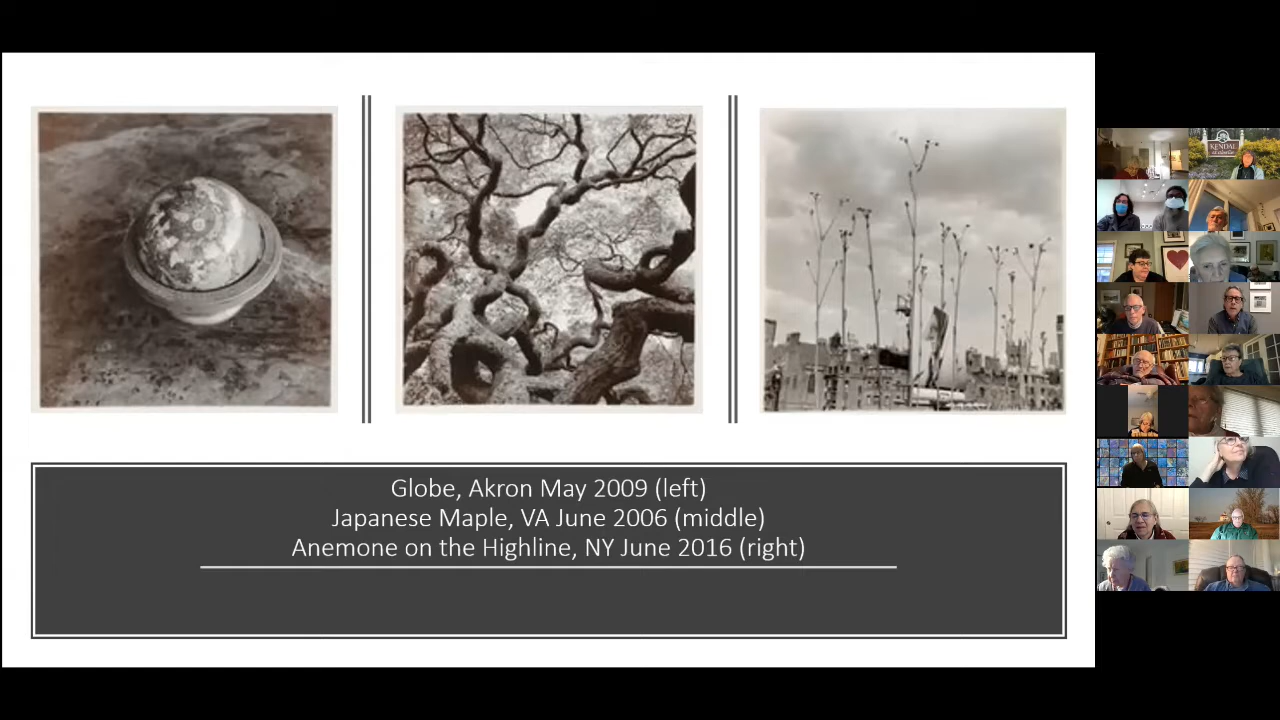 Globe, Akron May 2009 (left)
Japanese Maple, VA June 2006 (middle)
Anemone on the Highline, NY June 2016 (right)
KENDAL